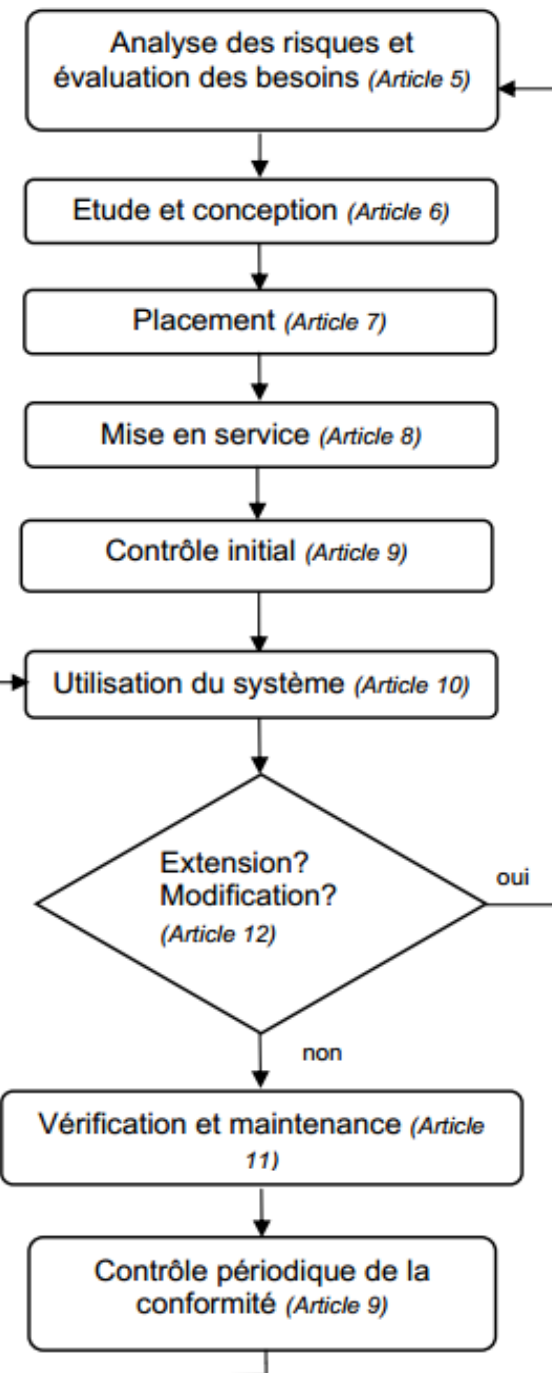 Analyse des risques et
évaluation des besoins (Article 5)
Etude et conception (Article 6)
Placement (Article 7)
Mise en service (Article 8)
Contrôle initial (Article 9)
Utilisation du système (Article 10)
Extension?
Modification?
(Article 12)
oui
non
Vérification et maintenance (Article
11)
Contrôle périodique de la
conformité (Article 9)